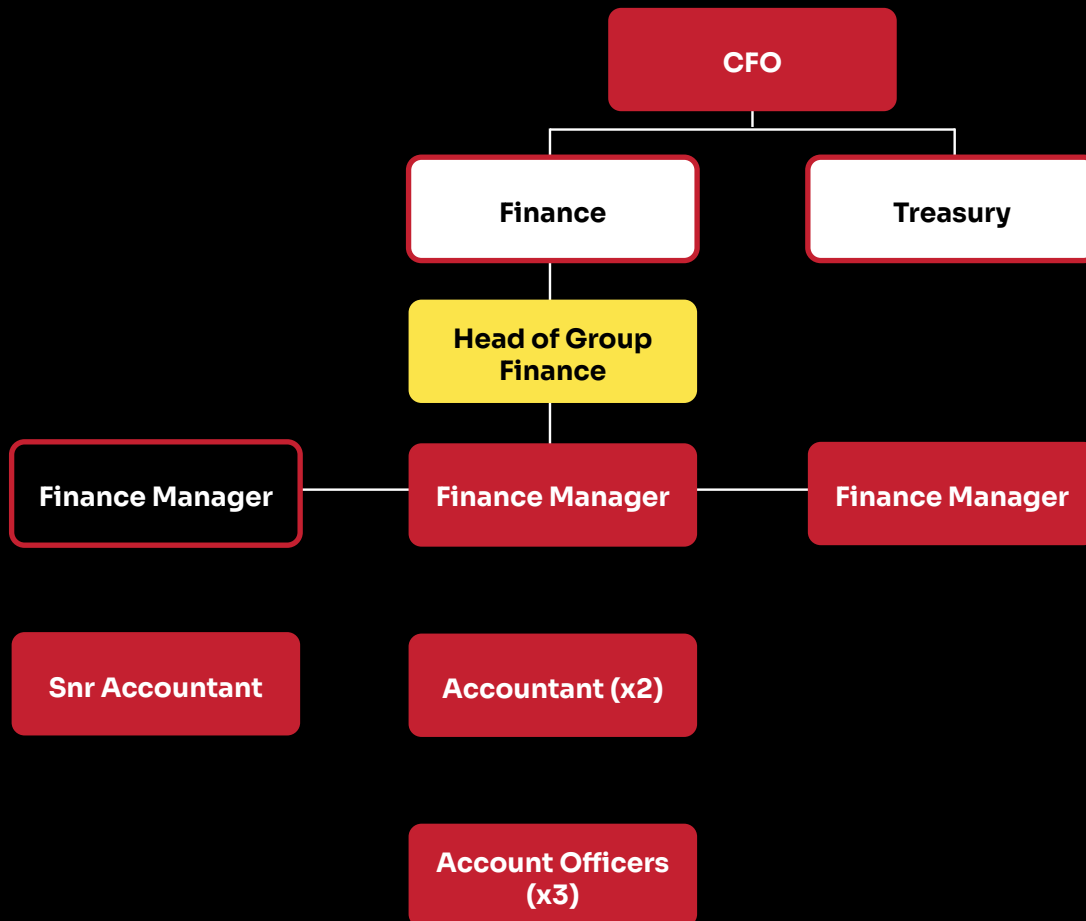 CFO
Finance
Treasury
Head of Group
Finance
Finance Manager
Finance Manager
Finance Manager
Snr Accountant
Accountant (x2)
Account Officers
(x3)